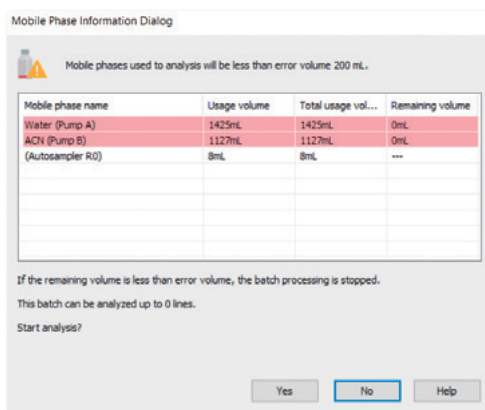 Mobile Phase Information Dialog
Mobile phases used to analysis will be less than error volume 200 mL.
Mobile phase name Usage volume Total usage vol... Remaining volume
Water (Pump A) 1425mL 1425mL 0mL
ACN (Pump B) 1127mL 1127mL 0mL
(Autosampler R0) 8mL 8mL ---
If the remaining volume is less than error volume, the batch processing is stopped.
This batch can be analyzed up to 0 lines.
Start analysis?
Yes No Help